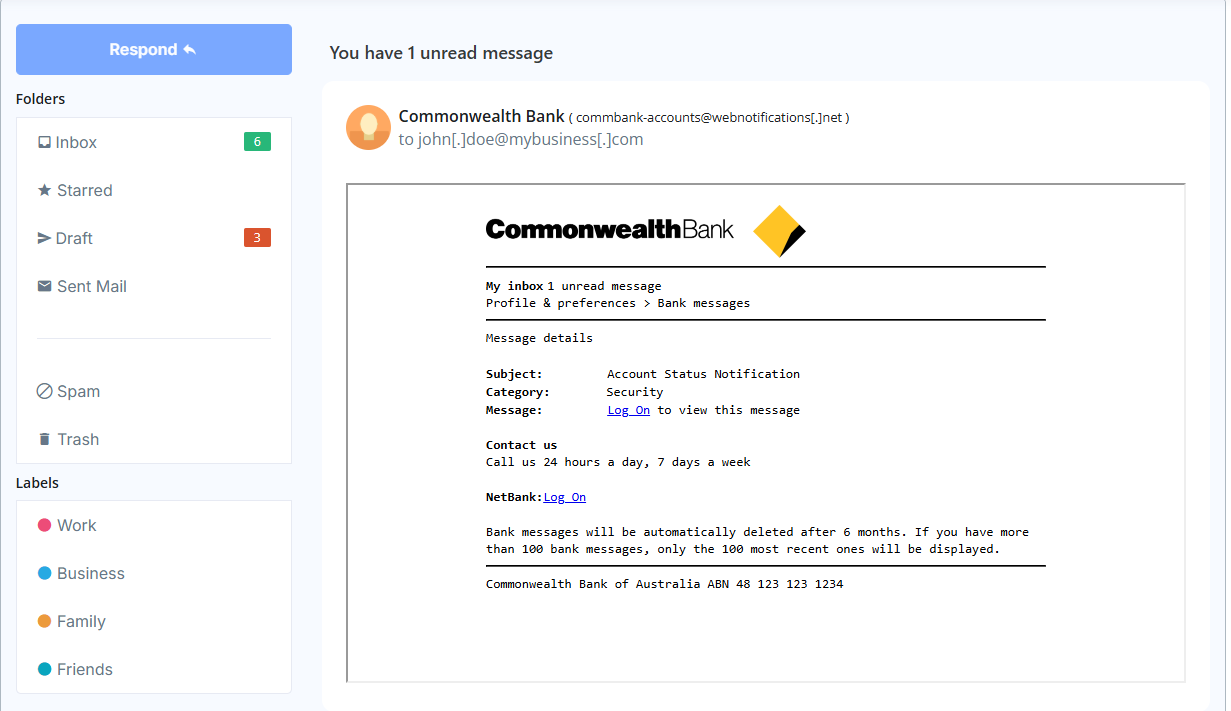 Respond
Folders
Inbox 6
Starred
Draft 3
Sent Mail
Spam
Trash
Labels
Work
Business
Family
Friends
You have 1 unread message
Commonwealth Bank ( commbank-accounts@webnotifications[.]net )
to john[.]doe@mybusiness[.]com
CommonwealthBank
My inbox 1 unread message
Profile & preferences > Bank messages
Message details
Subject: Account Status Notification
Category: Security
Message: Log On to view this message
Contact us
Call us 24 hours a day, 7 days a week
NetBank:Log On
Bank messages will be automatically deleted after 6 months. If you have more
than 100 bank messages, only the 100 most recent ones will be displayed.
Commonwealth Bank of Australia ABN 48 123 123 1234